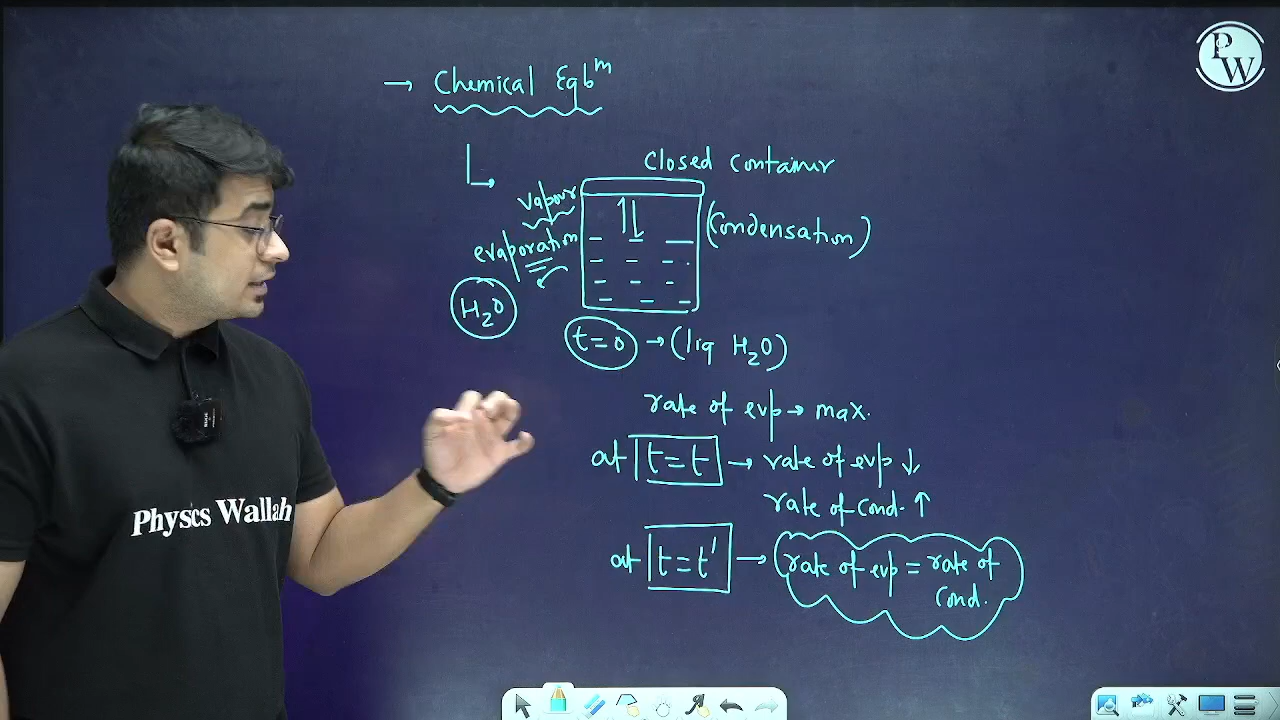 → Chemical Eqbᵐ
closed container
vapour
evaporation
(condensation)
H₂O
t=0 → (liq H₂O)
rate of evp → max.
at t=t → rate of evp ↓
rate of cond. ↑
at t=t' → rate of evp = rate of
cond.
PW
Physics Wallah